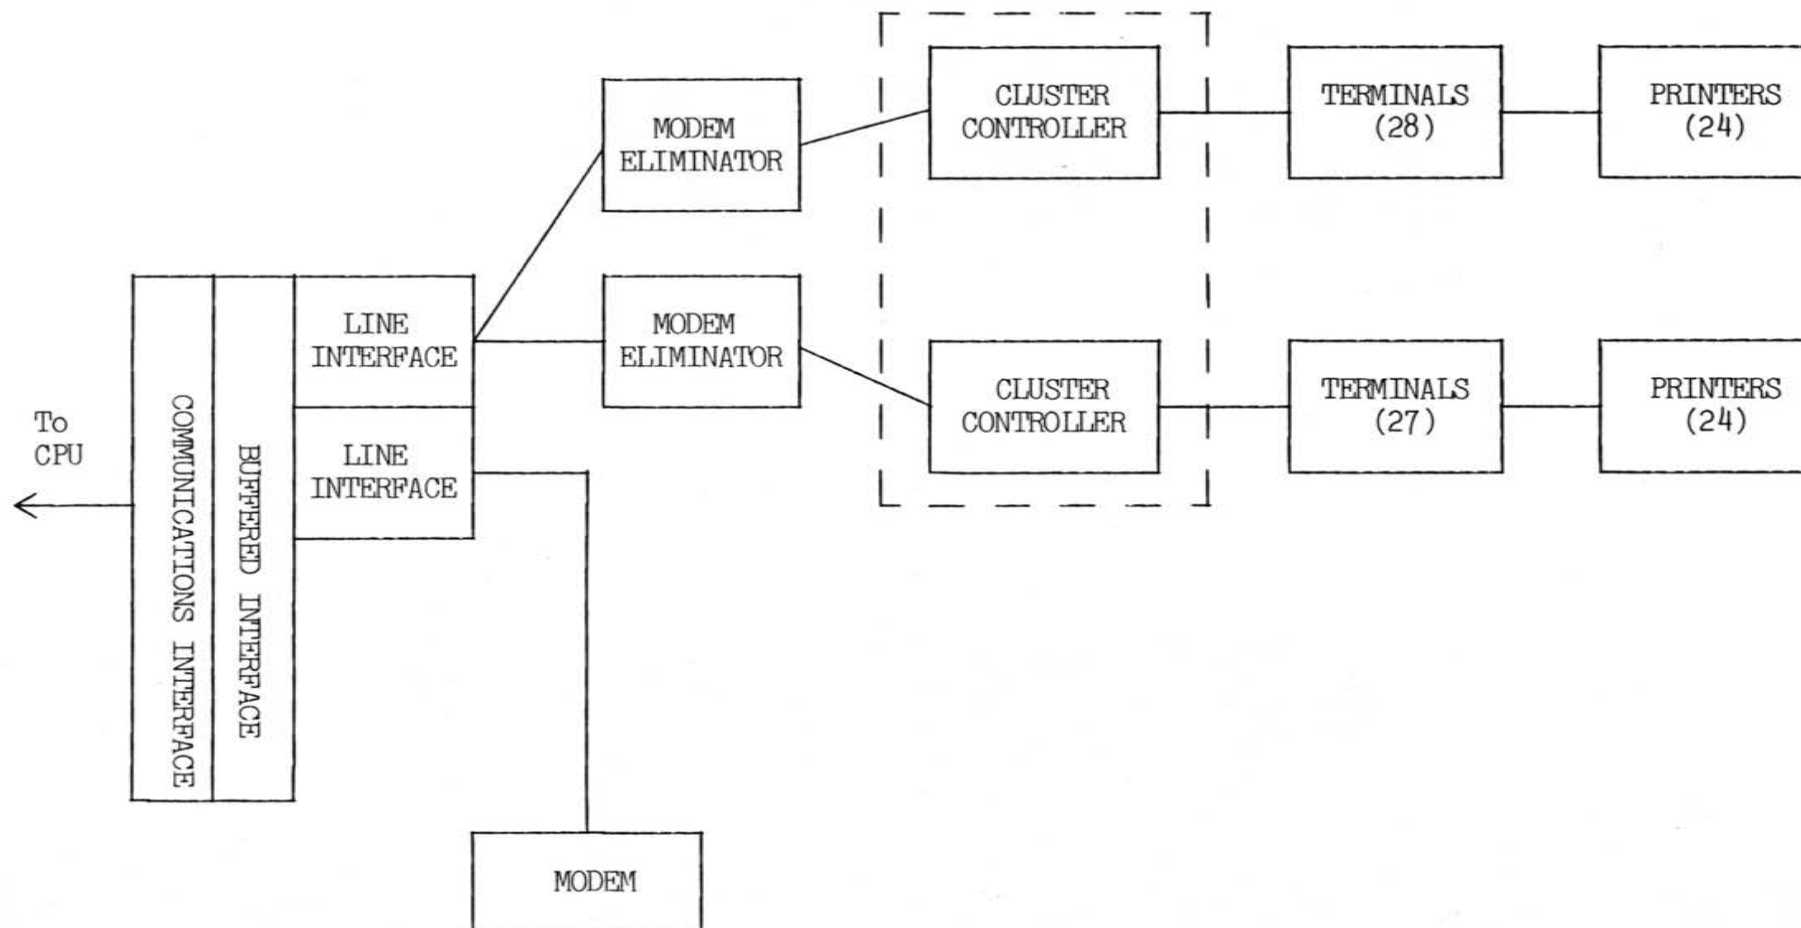 CLUSTER
CONTROLLER
TERMINALS
(28)
PRINTERS
(24)
MODEM
ELIMINATOR
LINE
INTERFACE
MODEM
ELIMINATOR
CLUSTER
CONTROLLER
TERMINALS
(27)
PRINTERS
(24)
To
CPU
COMMUNICATIONS INTERFACE
BUFFERED INTERFACE
LINE
INTERFACE
MODEM